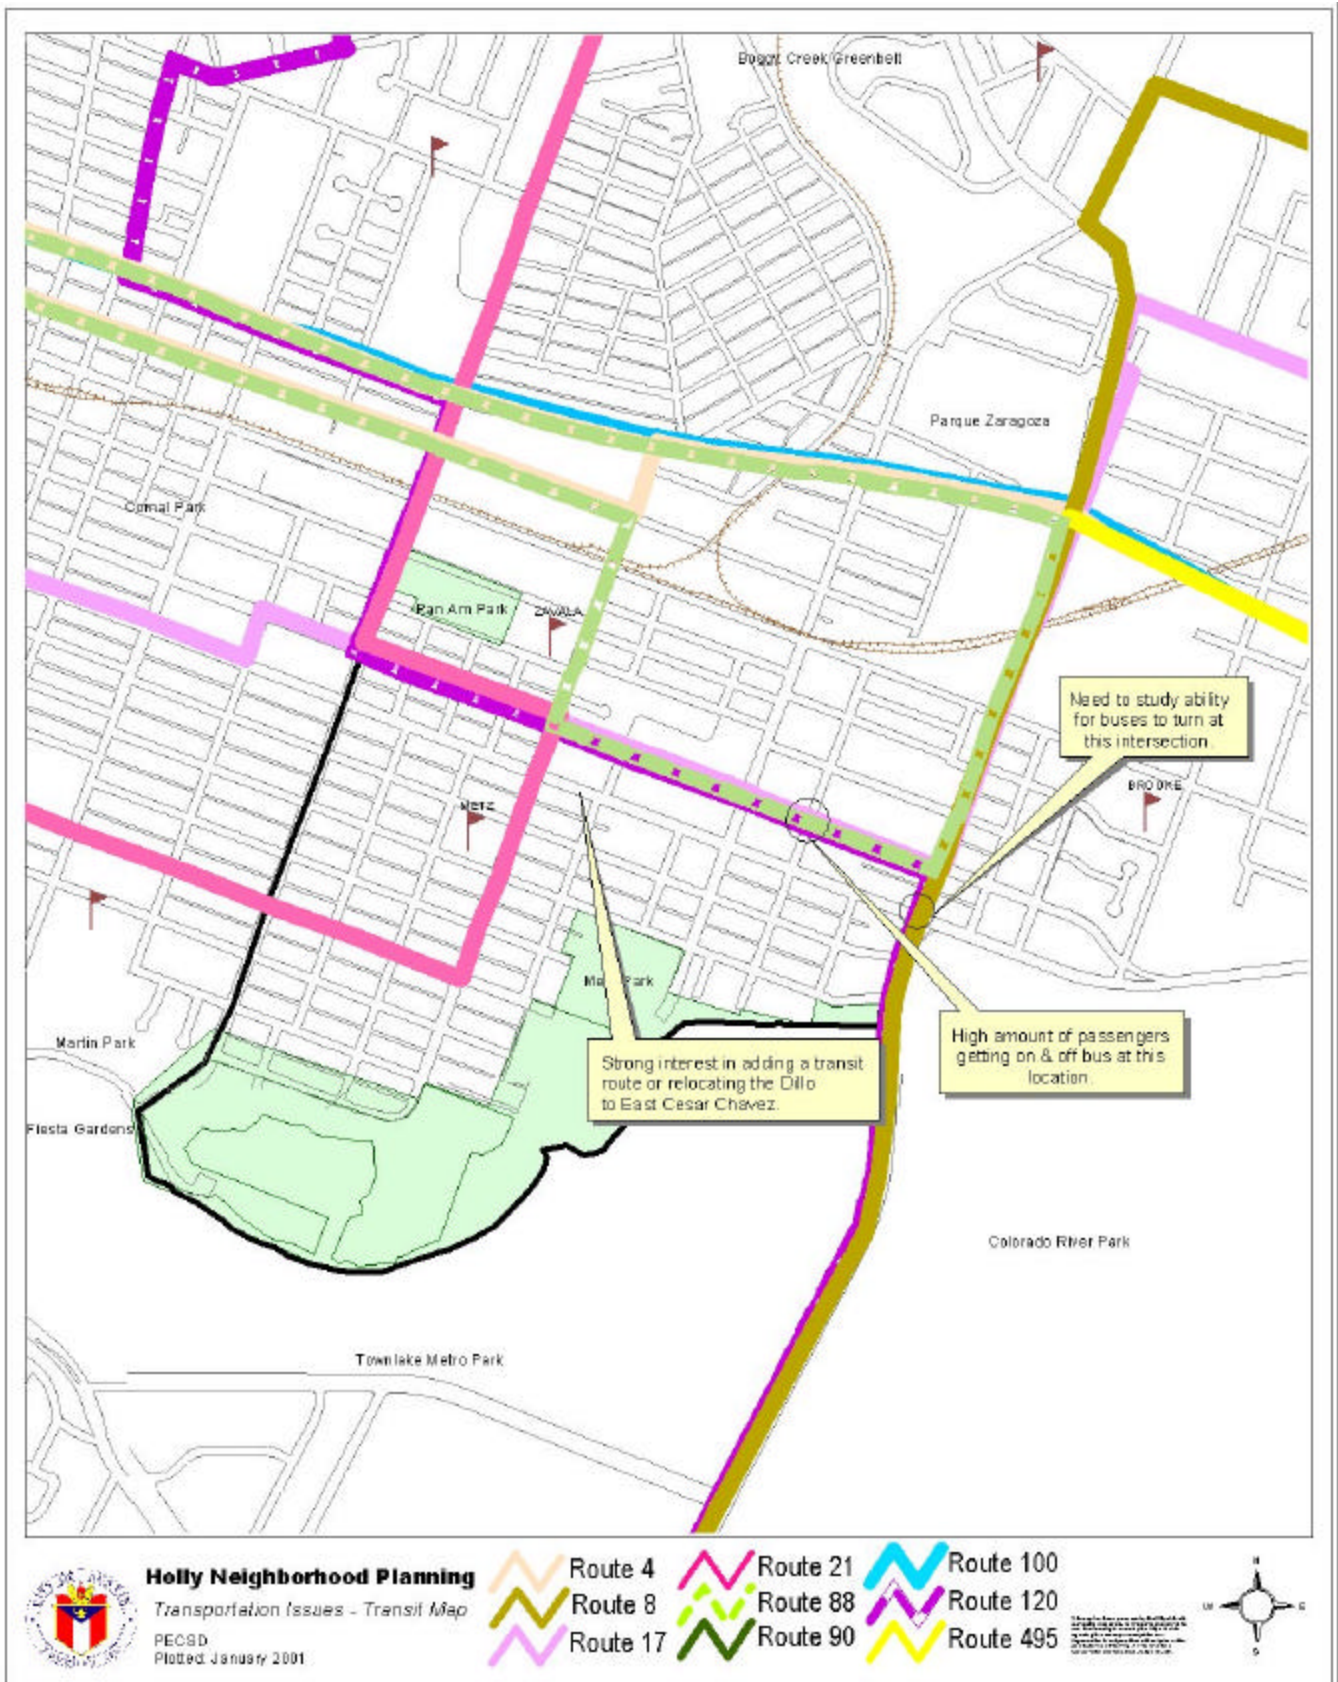 Boggy Creek Greenbelt
Parque Zaragoza
Comal Park
Pan Am Park
ZAVALA
Need to study ability
for buses to turn at
this intersection.
BROOKE
METZ
Park
High amount of passengers
getting on & off bus at this
location.
Martin Park
Strong interest in adding a transit
route or relocating the Dillo
to East Cesar Chavez.
Fiesta Gardens
Colorado River Park
Townlake Metro Park
Holly Neighborhood Planning
Transportation Issues - Transit Map
PECSD
Plotted: January 2001
Route 4
Route 8
Route 17
Route 21
Route 88
Route 90
Route 100
Route 120
Route 495
N
W
E
S